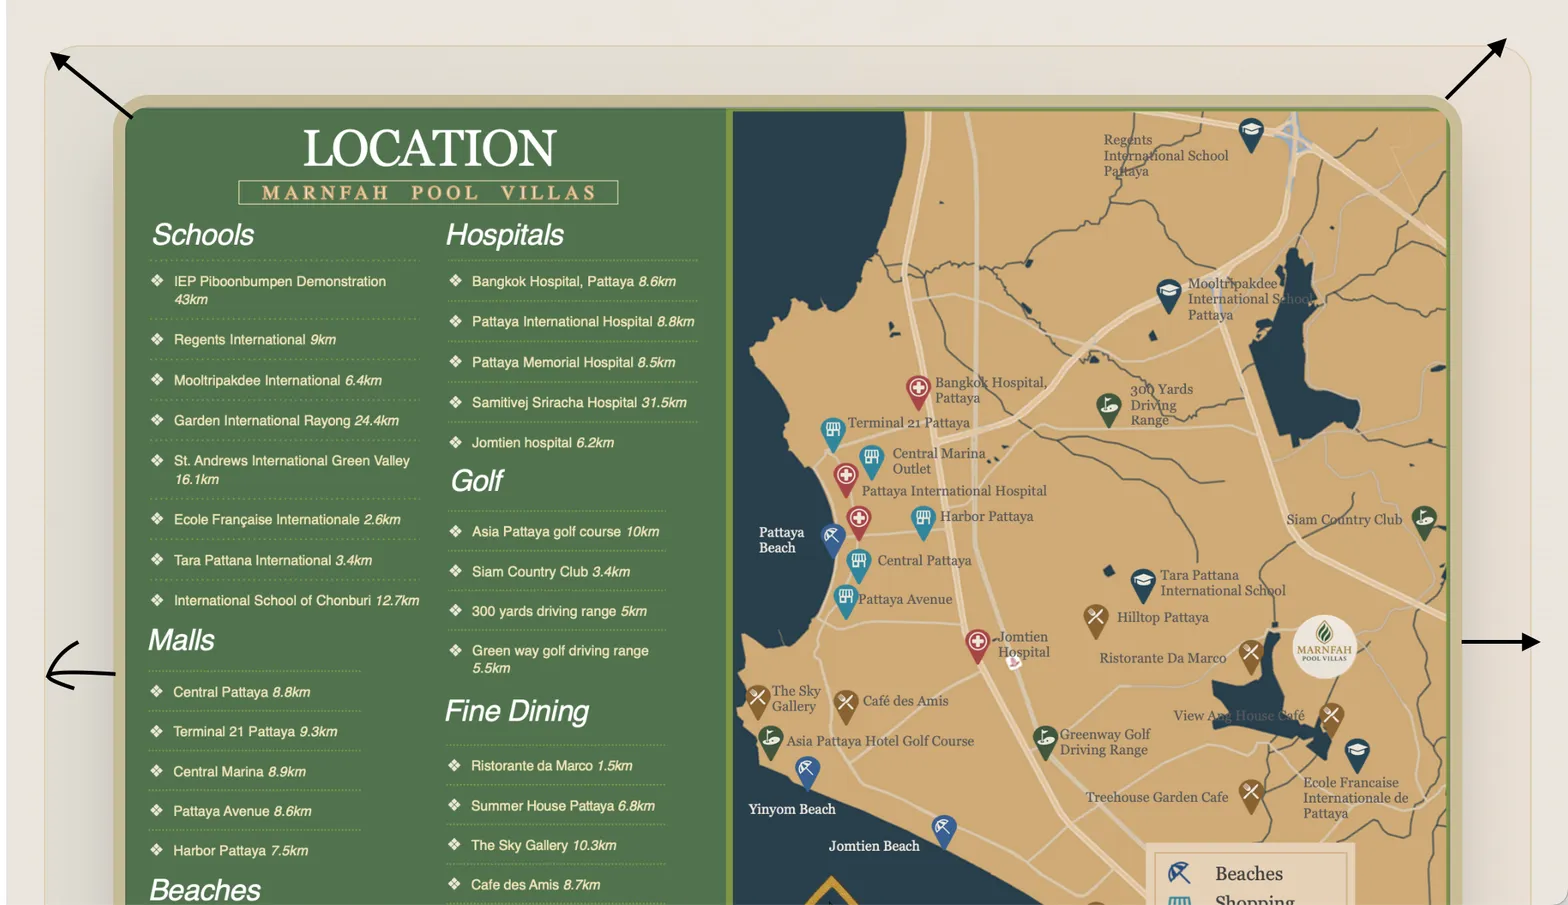 LOCATION
MARNFAH POOL VILLAS
Schools
❖ IEP Piboonbumpen Demonstration
43km
❖ Regents International 9km
❖ Mooltripakdee International 6.4km
❖ Garden International Rayong 24.4km
❖ St. Andrews International Green Valley
16.1km
❖ Ecole Française Internationale 2.6km
❖ Tara Pattana International 3.4km
❖ International School of Chonburi 12.7km
Malls
❖ Central Pattaya 8.8km
❖ Terminal 21 Pattaya 9.3km
❖ Central Marina 8.9km
❖ Pattaya Avenue 8.6km
❖ Harbor Pattaya 7.5km
Beaches
Hospitals
❖ Bangkok Hospital, Pattaya 8.6km
❖ Pattaya International Hospital 8.8km
❖ Pattaya Memorial Hospital 8.5km
❖ Samitivej Sriracha Hospital 31.5km
❖ Jomtien hospital 6.2km
Golf
❖ Asia Pattaya golf course 10km
❖ Siam Country Club 3.4km
❖ 300 yards driving range 5km
❖ Green way golf driving range
5.5km
Fine Dining
❖ Ristorante da Marco 1.5km
❖ Summer House Pattaya 6.8km
❖ The Sky Gallery 10.3km
❖ Cafe des Amis 8.7km
Regents
International School
Pattaya
Mooltripakdee
International School
Pattaya
Bangkok Hospital,
Pattaya
300 Yards
Driving
Range
Terminal 21 Pattaya
Central Marina
Outlet
Pattaya International Hospital
Harbor Pattaya
Siam Country Club
Pattaya
Beach
Central Pattaya
Tara Pattana
International School
Pattaya Avenue
Hilltop Pattaya
Jomtien
Hospital
Ristorante Da Marco
MARNFAH
POOL VILLAS
The Sky
Gallery
Café des Amis
View Ang House Café
Asia Pattaya Hotel Golf Course
Greenway Golf
Driving Range
Ecole Francaise
Internationale de
Pattaya
Yinyom Beach
Treehouse Garden Cafe
Jomtien Beach
Beaches
Shopping